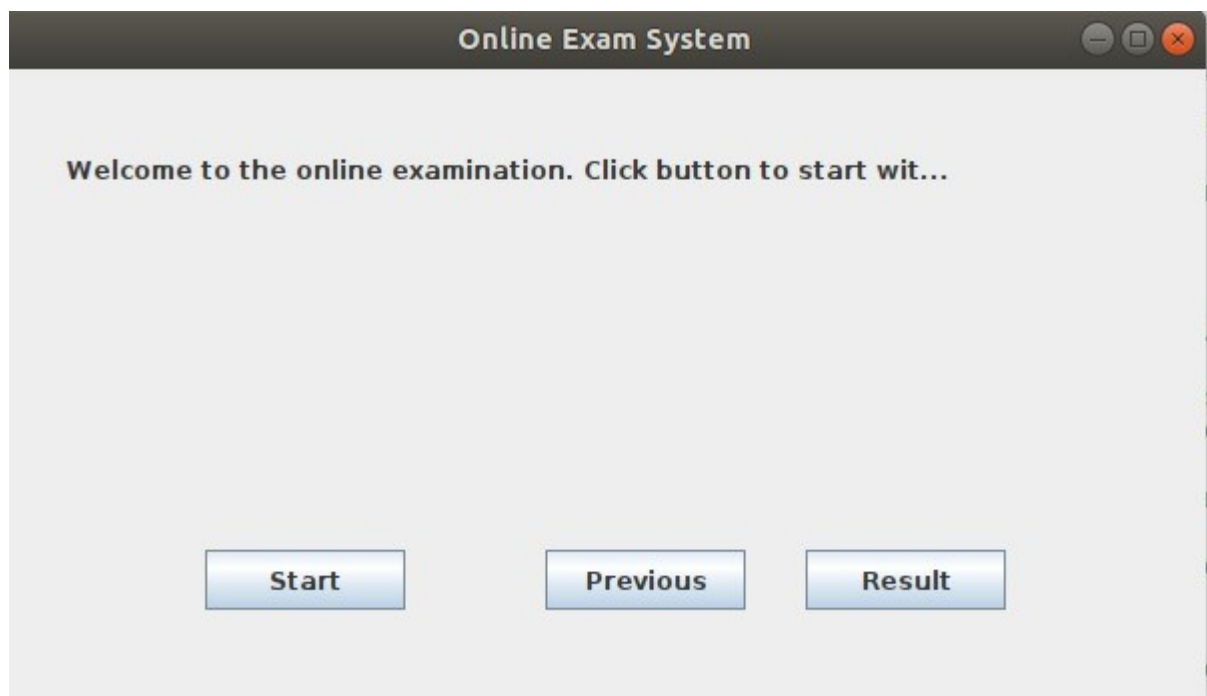 Online Exam System
Welcome to the online examination. Click button to start wit...
Start Previous Result